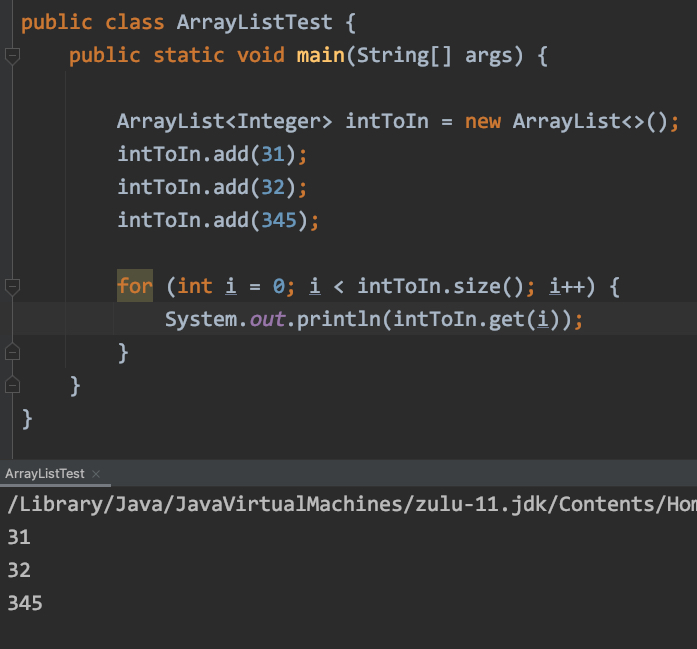 public class ArrayListTest {
    public static void main(String[] args) {
        ArrayList<Integer> intToIn = new ArrayList<>();
        intToIn.add(31);
        intToIn.add(32);
        intToIn.add(345);
        for (int i = 0; i < intToIn.size(); i++) {
            System.out.println(intToIn.get(i));
        }
    }
}
ArrayListTest ×
/Library/Java/JavaVirtualMachines/zulu-11.jdk/Contents/Hom
31
32
345